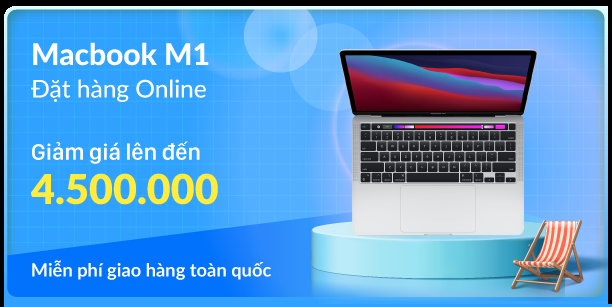 Macbook M1
Đặt hàng Online
Giảm giá lên đến
4.500.000
Miễn phí giao hàng toàn quốc